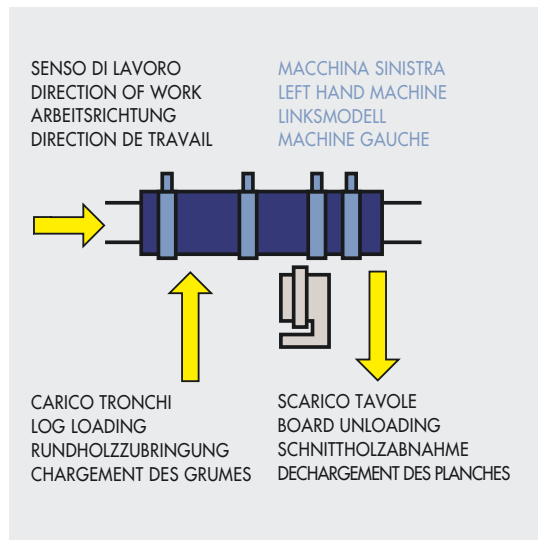 SENSO DI LAVORO
DIRECTION OF WORK
ARBEITSRICHTUNG
DIRECTION DE TRAVAIL
MACCHINA SINISTRA
LEFT HAND MACHINE
LINKSMODELL
MACHINE GAUCHE
CARICO TRONCHI
LOG LOADING
RUNDHOLZZUBRINGUNG
CHARGEMENT DES GRUMES
SCARICO TAVOLE
BOARD UNLOADING
SCHNITTHOLZABNAHME
DECHARGEMENT DES PLANCHES